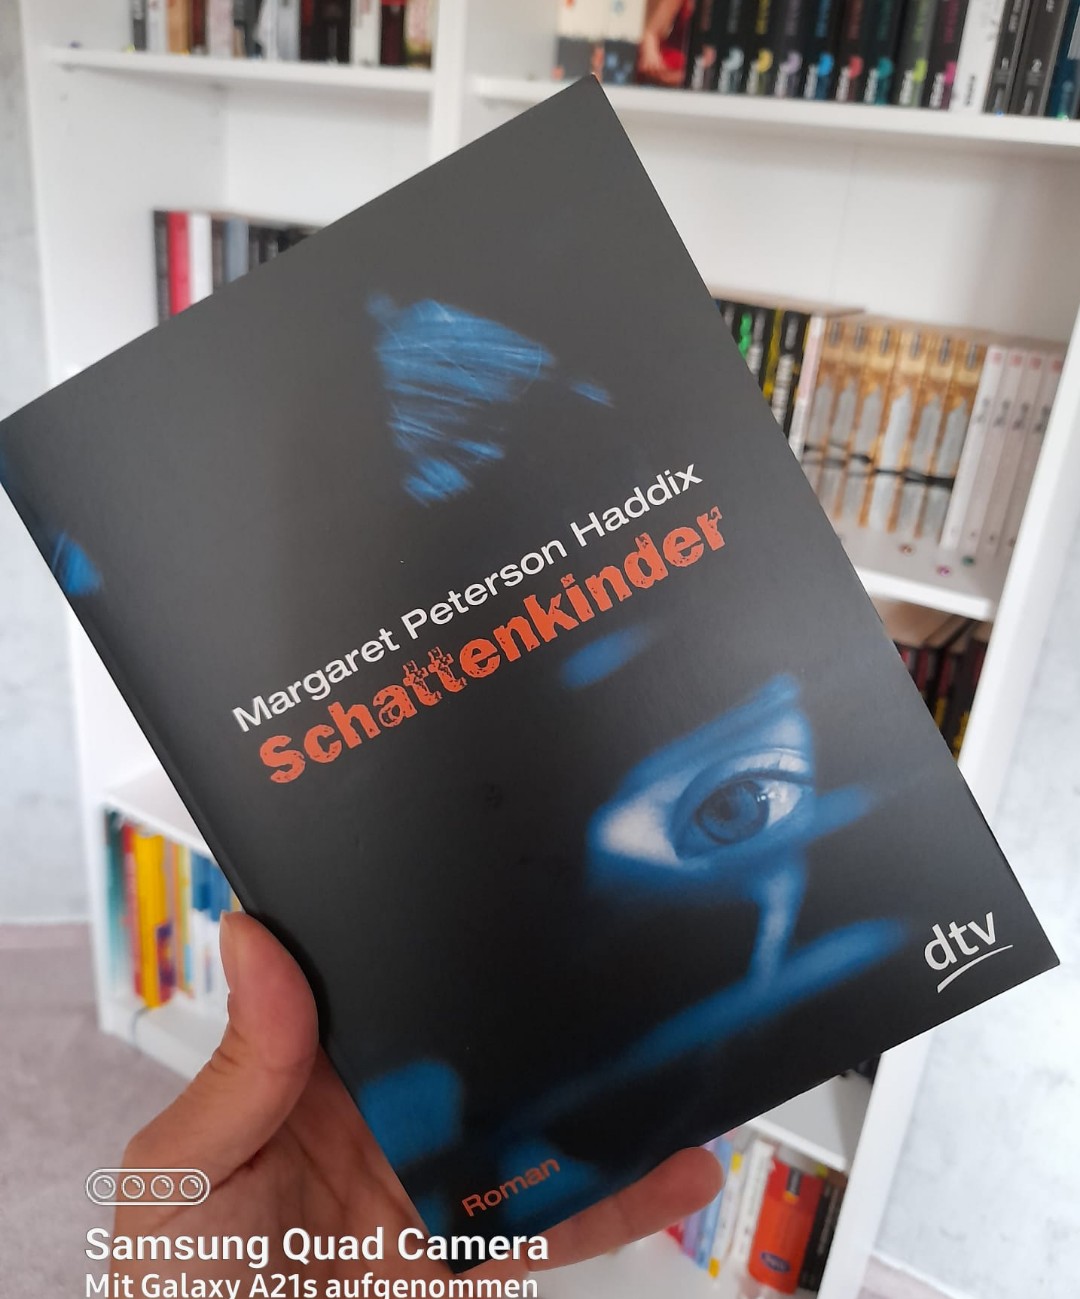 Margaret Peterson Haddix
Schattenkinder
dtv
Roman
Samsung Quad Camera
Mit Galaxy A21s aufgenommen